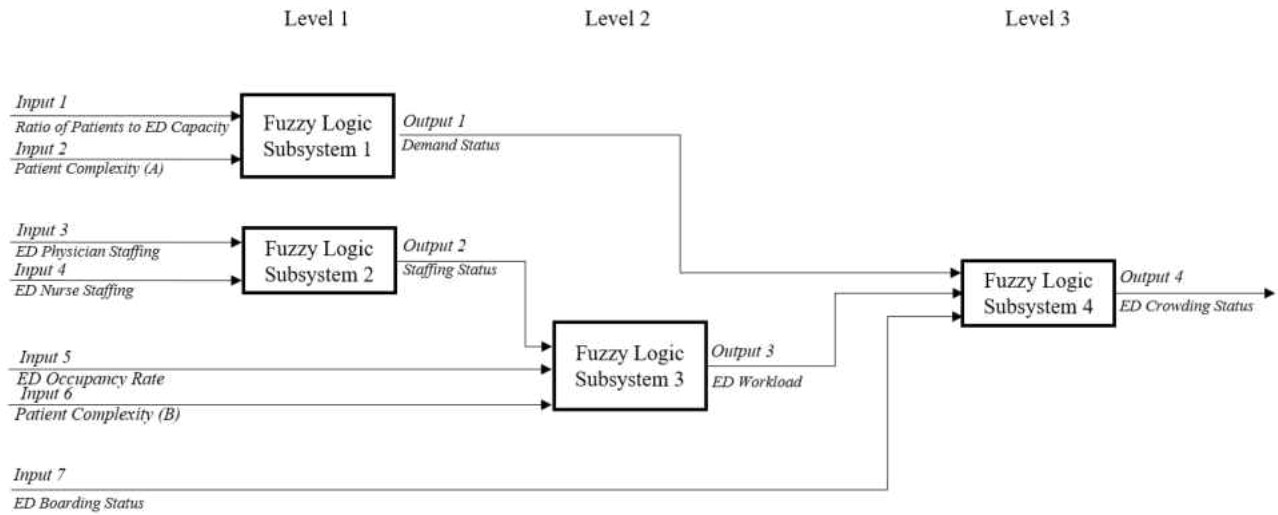 Level 1
Level 2
Level 3
Input 1
Ratio of Patients to ED Capacity
Input 2
Patient Complexity (A)
Fuzzy Logic
Subsystem 1
Output 1
Demand Status
Input 3
ED Physician Staffing
Input 4
ED Nurse Staffing
Fuzzy Logic
Subsystem 2
Output 2
Staffing Status
Input 5
ED Occupancy Rate
Input 6
Patient Complexity (B)
Fuzzy Logic
Subsystem 3
Output 3
ED Workload
Fuzzy Logic
Subsystem 4
Output 4
ED Crowding Status
Input 7
ED Boarding Status